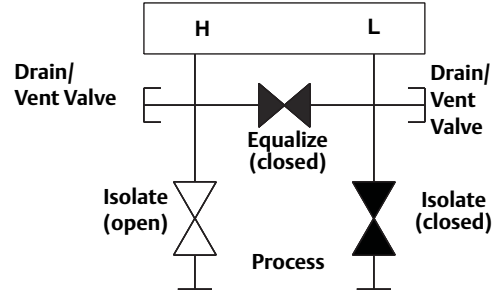 H
L
Drain/
Vent Valve
Drain/
Vent
Valve
Equalize
(closed)
Isolate
(open)
Isolate
(closed)
Process